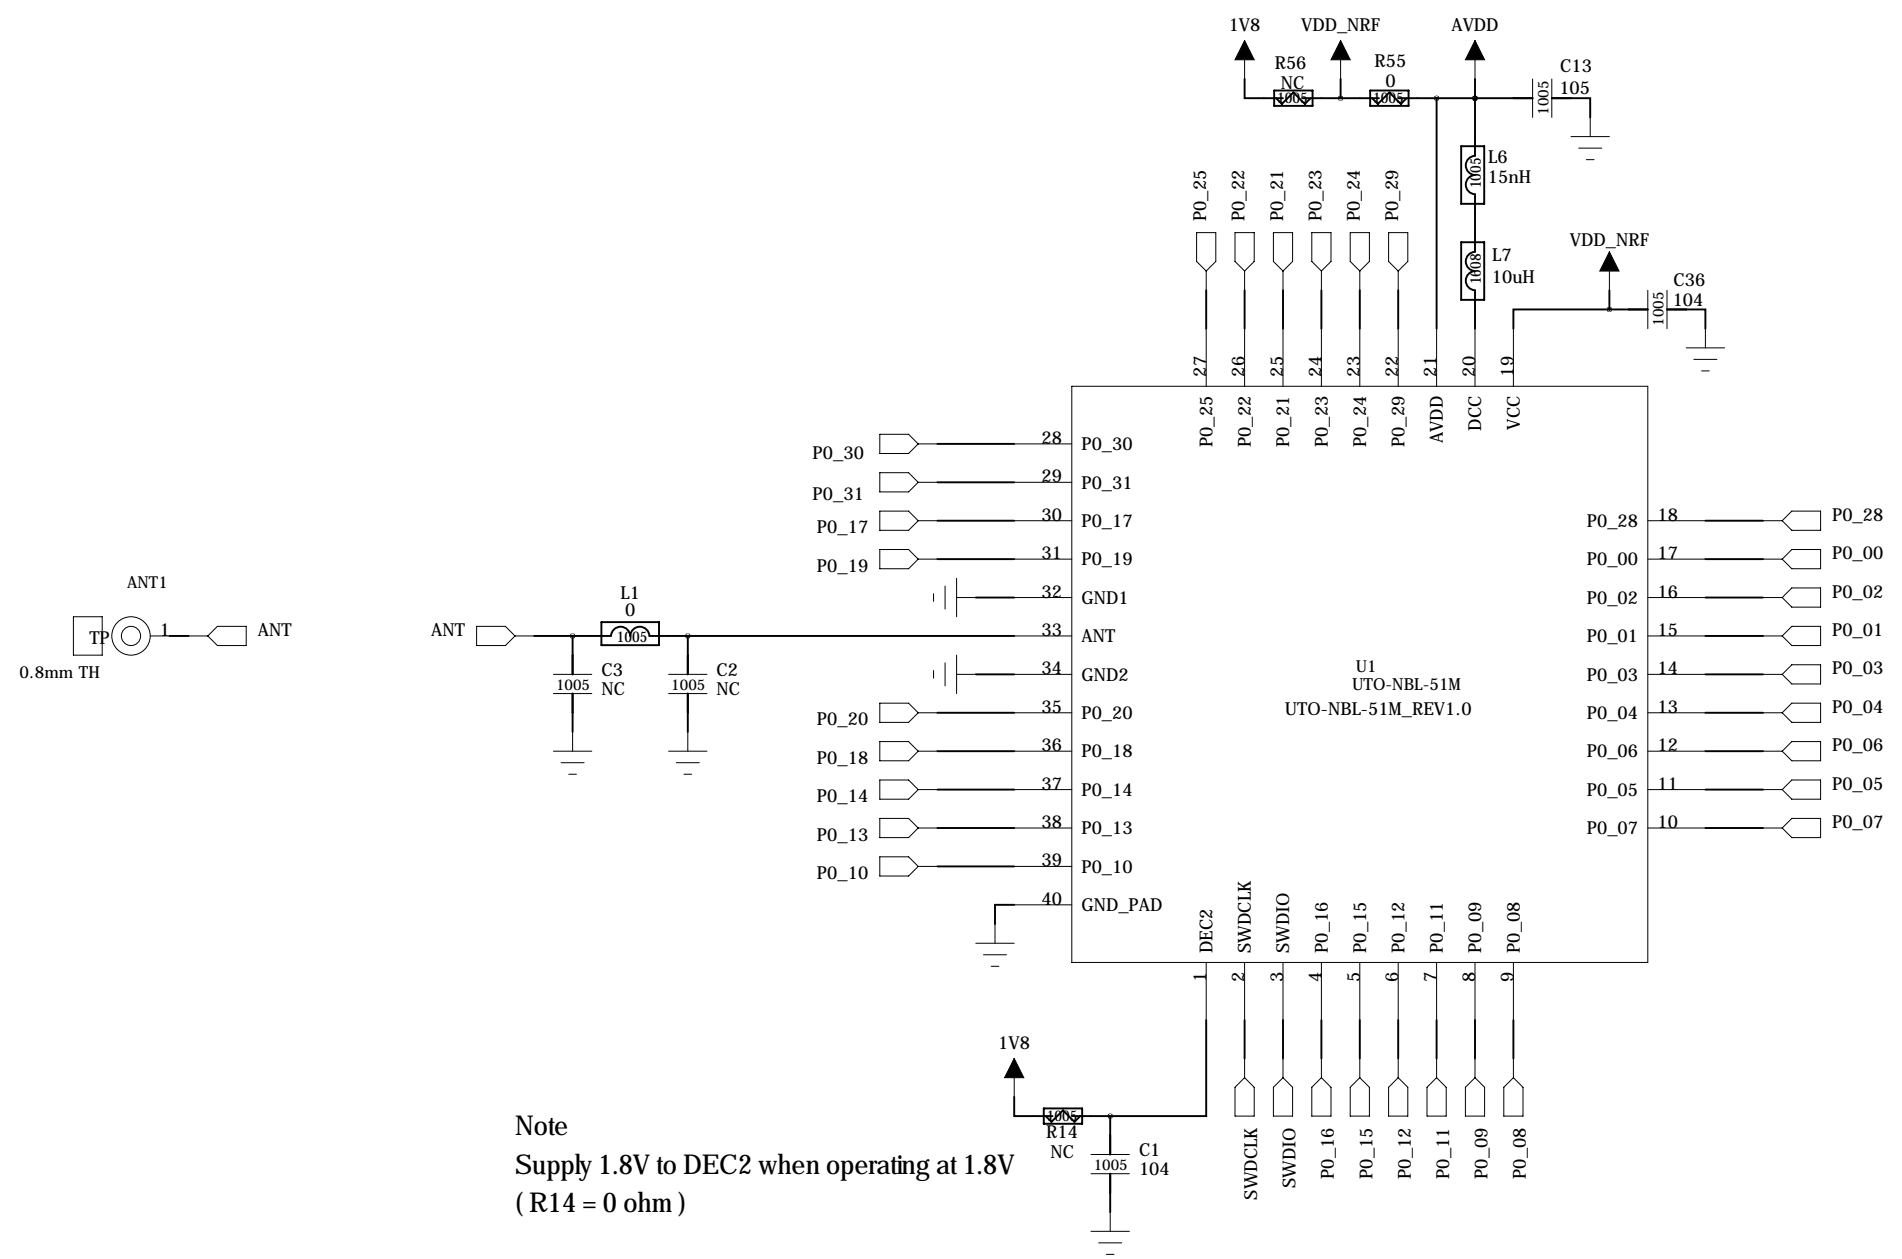 1V8 VDD_NRF AVDD
R56 R55 C13
NC 0 105
1005 1005 1005
L6
15nH
1005
P0_25 P0_22 P0_21 P0_23 P0_24 P0_29
VDD_NRF
L7
10uH
1608
C36
104
1005
27 26 25 24 23 22 21 20 19
P0_25 P0_22 P0_21 P0_23 P0_24 P0_29 AVDD DCC VCC
P0_30 28 P0_30
P0_31 29 P0_31
P0_17 30 P0_17
P0_19 31 P0_19
32 GND1
ANT1
TP 1 ANT
0.8mm TH
ANT
L1
0
1005
33 ANT
C3
NC
1005
C2
NC
1005
34 GND2
P0_20 35 P0_20
P0_18 36 P0_18
P0_14 37 P0_14
P0_13 38 P0_13
P0_10 39 P0_10
40 GND_PAD
U1
UTO-NBL-51M
UTO-NBL-51M_REV1.0
P0_28 18 P0_28
P0_00 17 P0_00
P0_02 16 P0_02
P0_01 15 P0_01
P0_03 14 P0_03
P0_04 13 P0_04
P0_06 12 P0_06
P0_05 11 P0_05
P0_07 10 P0_07
DEC2 SWDCLK SWDIO P0_16 P0_15 P0_12 P0_11 P0_09 P0_08
1 2 3 4 5 6 7 8 9
SWDCLK SWDIO P0_16 P0_15 P0_12 P0_11 P0_09 P0_08
1V8
1005
R14
NC
C1
104
1005
Note
Supply 1.8V to DEC2 when operating at 1.8V
( R14 = 0 ohm )